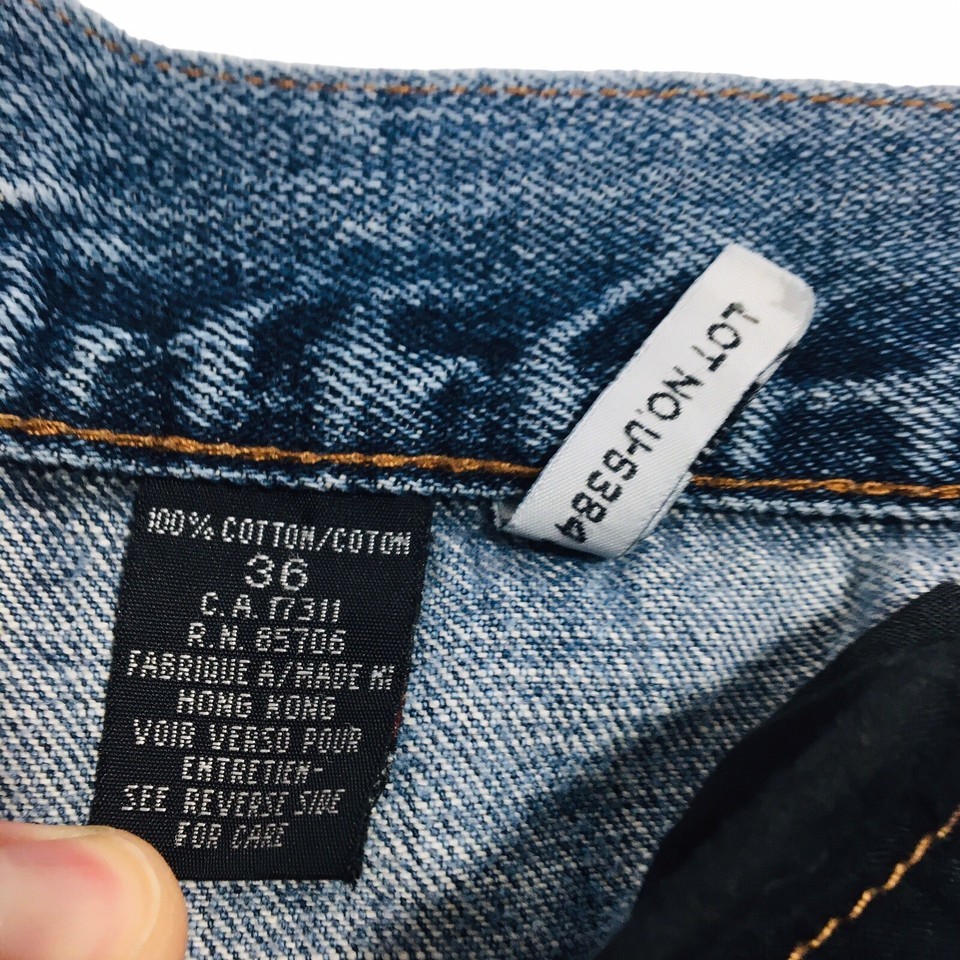 100% COTTON/COTON
36
C.A. 17311
R.N. 85706
FABRIQUE A/MADE IN
HONG KONG
VOIR VERSO POUR
ENTRETIEN-
SEE REVERSE SIDE
FOR CARE
LOT NO.U-6384